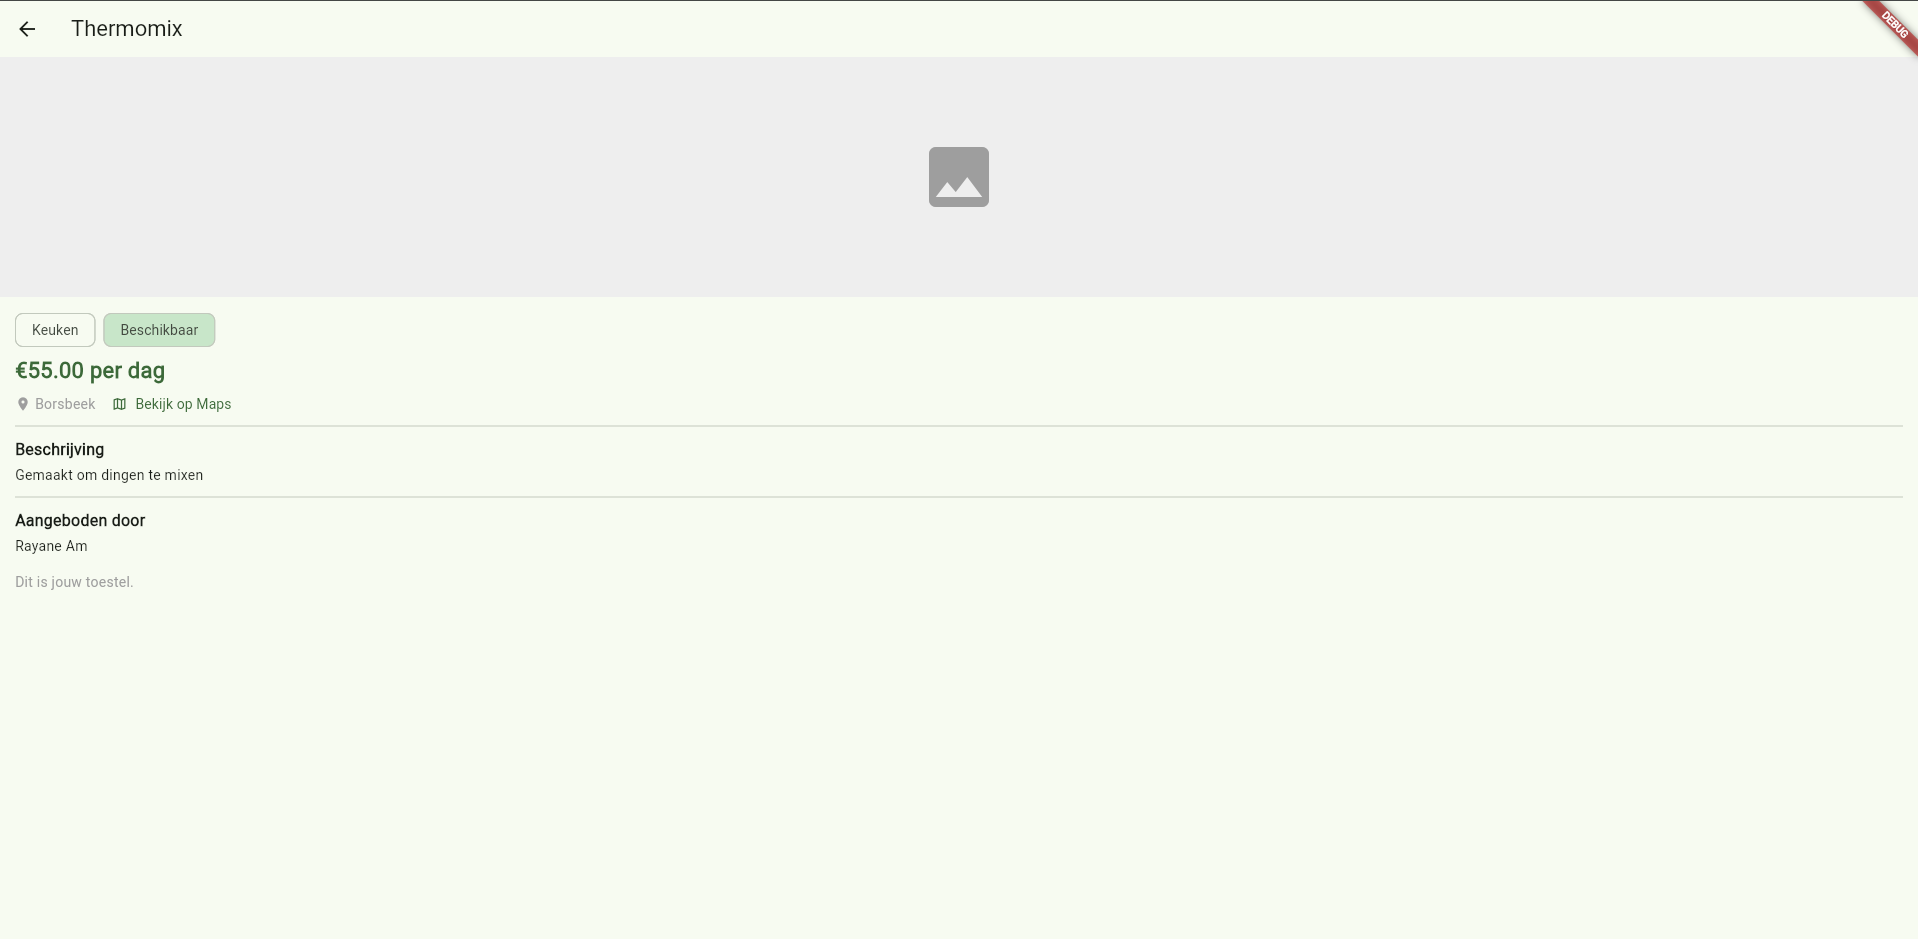 Thermomix
DEBUG
Keuken
Beschikbaar
€55.00 per dag
Borsbeek
Bekijk op Maps
Beschrijving
Gemaakt om dingen te mixen
Aangeboden door
Rayane Am
Dit is jouw toestel.